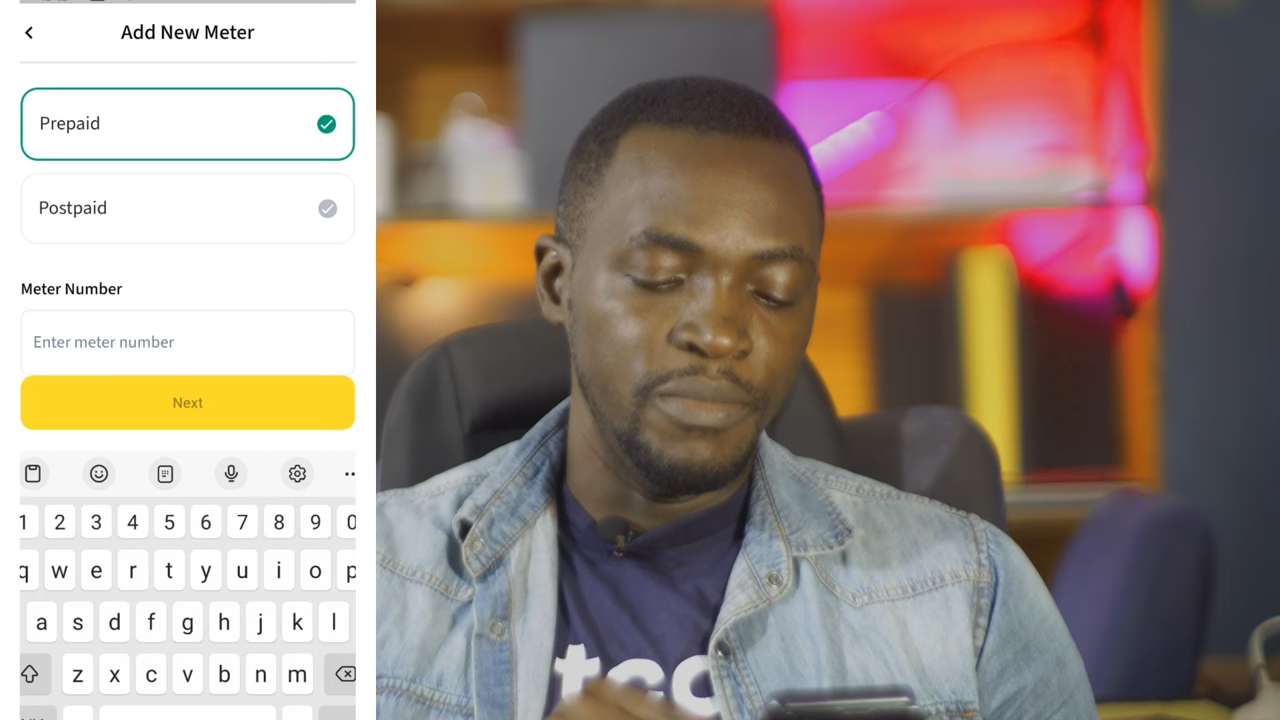 Add New Meter
Prepaid
Postpaid
Meter Number
Enter meter number
Next
1 2 3 4 5 6 7 8 9 0
q w e r t y u i o p
a s d f g h j k l
z x c v b n m